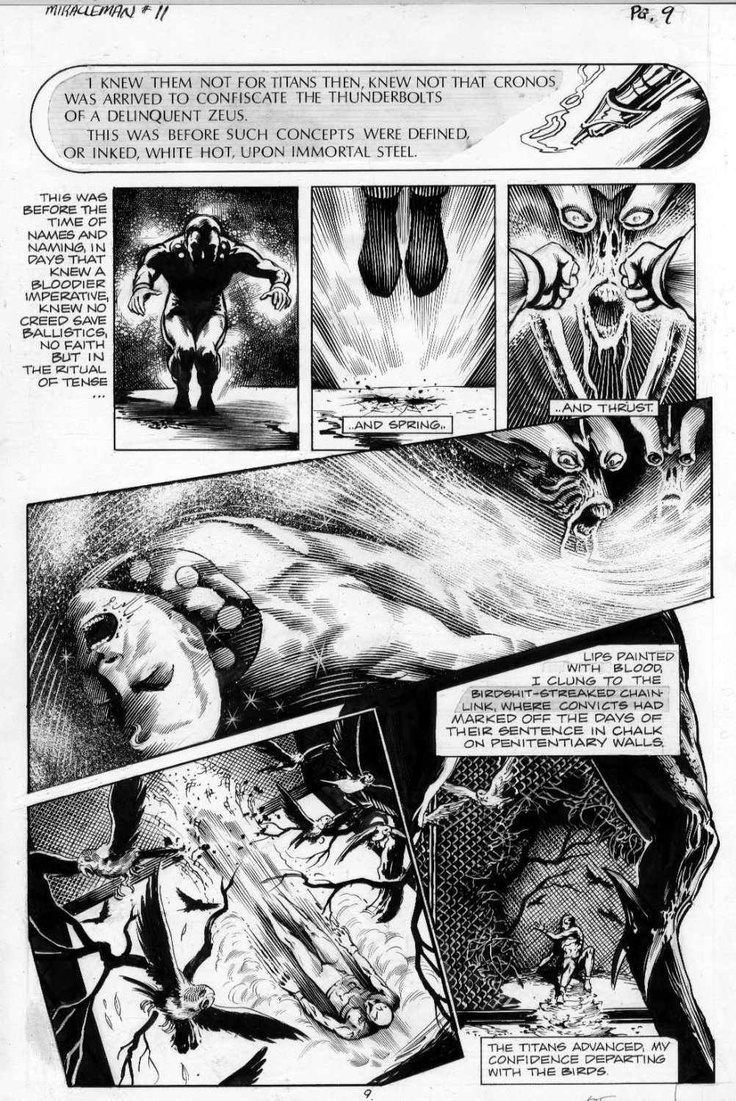 MIRACLEMAN # 11
PG. 9
I KNEW THEM NOT FOR TITANS THEN, KNEW NOT THAT CRONOS
WAS ARRIVED TO CONFISCATE THE THUNDERBOLTS
OF A DELINQUENT ZEUS.
THIS WAS BEFORE SUCH CONCEPTS WERE DEFINED,
OR INKED, WHITE HOT, UPON IMMORTAL STEEL.
THIS WAS
BEFORE THE
TIME OF
NAMES AND
NAMING, IN
DAYS THAT
KNEW A
BLOODIER
IMPERATIVE,
KNEW NO
CREED SAVE
BALLISTICS,
NO FAITH
BUT IN
THE RITUAL
OF TENSE
...
..AND SPRING..
..AND THRUST.
LIPS PAINTED
WITH BLOOD,
I CLUNG TO THE
BIRDSHIT-STREAKED CHAIN
LINK, WHERE CONVICTS HAD
MARKED OFF THE DAYS OF
THEIR SENTENCE IN CHALK
ON PENITENTIARY WALLS.
THE TITANS ADVANCED, MY
CONFIDENCE DEPARTING
WITH THE BIRDS.
9.